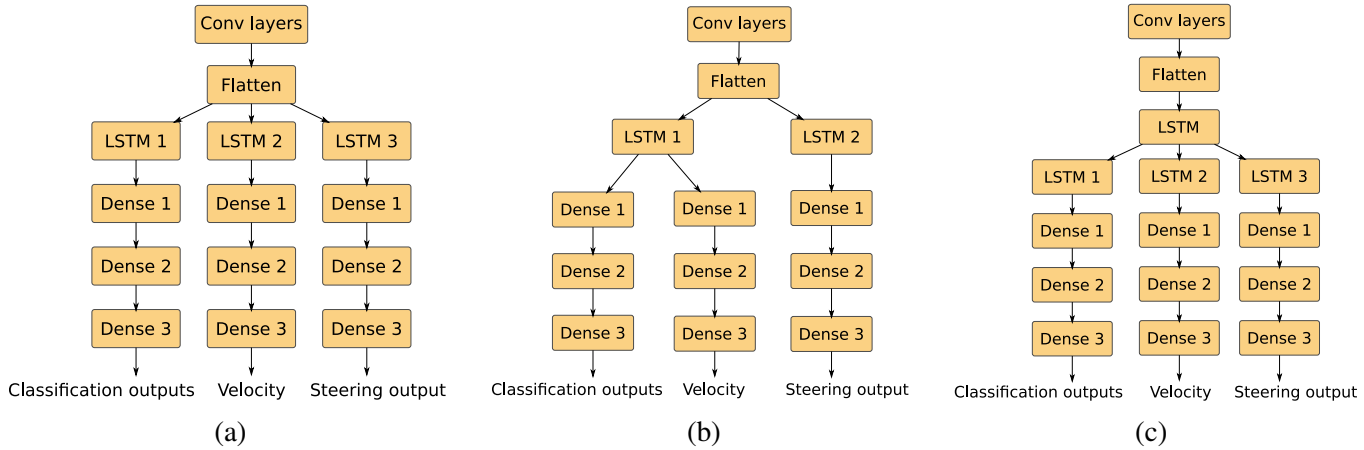 Conv layers
Flatten
LSTM 1 LSTM 2 LSTM 3
Dense 1 Dense 1 Dense 1
Dense 2 Dense 2 Dense 2
Dense 3 Dense 3 Dense 3
Classification outputs Velocity Steering output
(a)
Conv layers
Flatten
LSTM 1 LSTM 2
Dense 1 Dense 1 Dense 1
Dense 2 Dense 2 Dense 2
Dense 3 Dense 3 Dense 3
Classification outputs Velocity Steering output
(b)
Conv layers
Flatten
LSTM
LSTM 1 LSTM 2 LSTM 3
Dense 1 Dense 1 Dense 1
Dense 2 Dense 2 Dense 2
Dense 3 Dense 3 Dense 3
Classification outputs Velocity Steering output
(c)